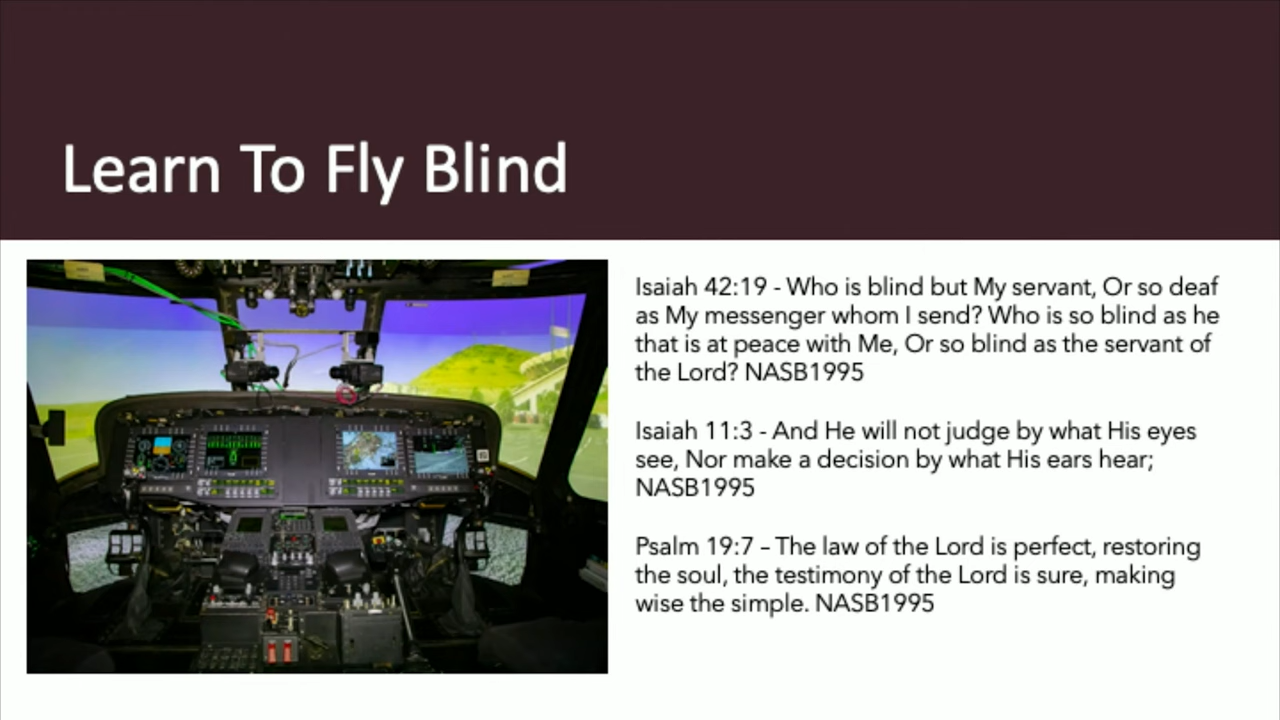 Learn To Fly Blind
Isaiah 42:19 - Who is blind but My servant, Or so deaf
as My messenger whom I send? Who is so blind as he
that is at peace with Me, Or so blind as the servant of
the Lord? NASB1995
Isaiah 11:3 - And He will not judge by what His eyes
see, Nor make a decision by what His ears hear;
NASB1995
Psalm 19:7 – The law of the Lord is perfect, restoring
the soul, the testimony of the Lord is sure, making
wise the simple. NASB1995